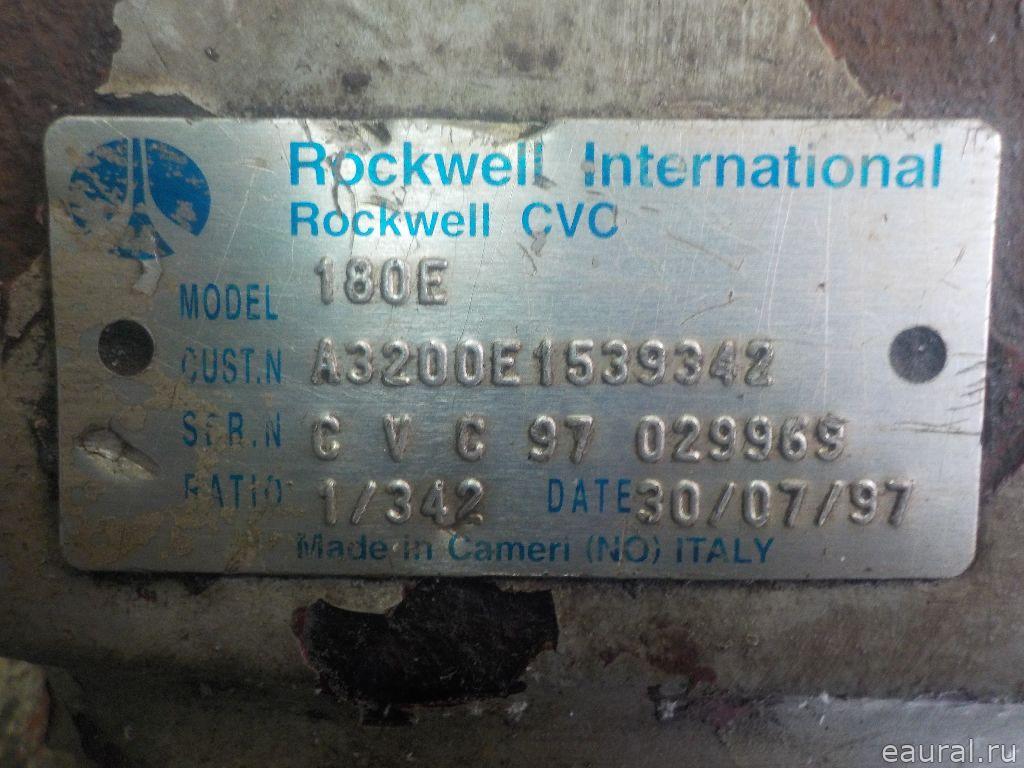 Rockwell International
Rockwell CVC
MODEL 180E
CUST.N A3200E1539342
SER.N C V C 97 029969
RATIO 1/342 DATE 30/07/97
Made in Cameri (NO) ITALY
eaural.ru